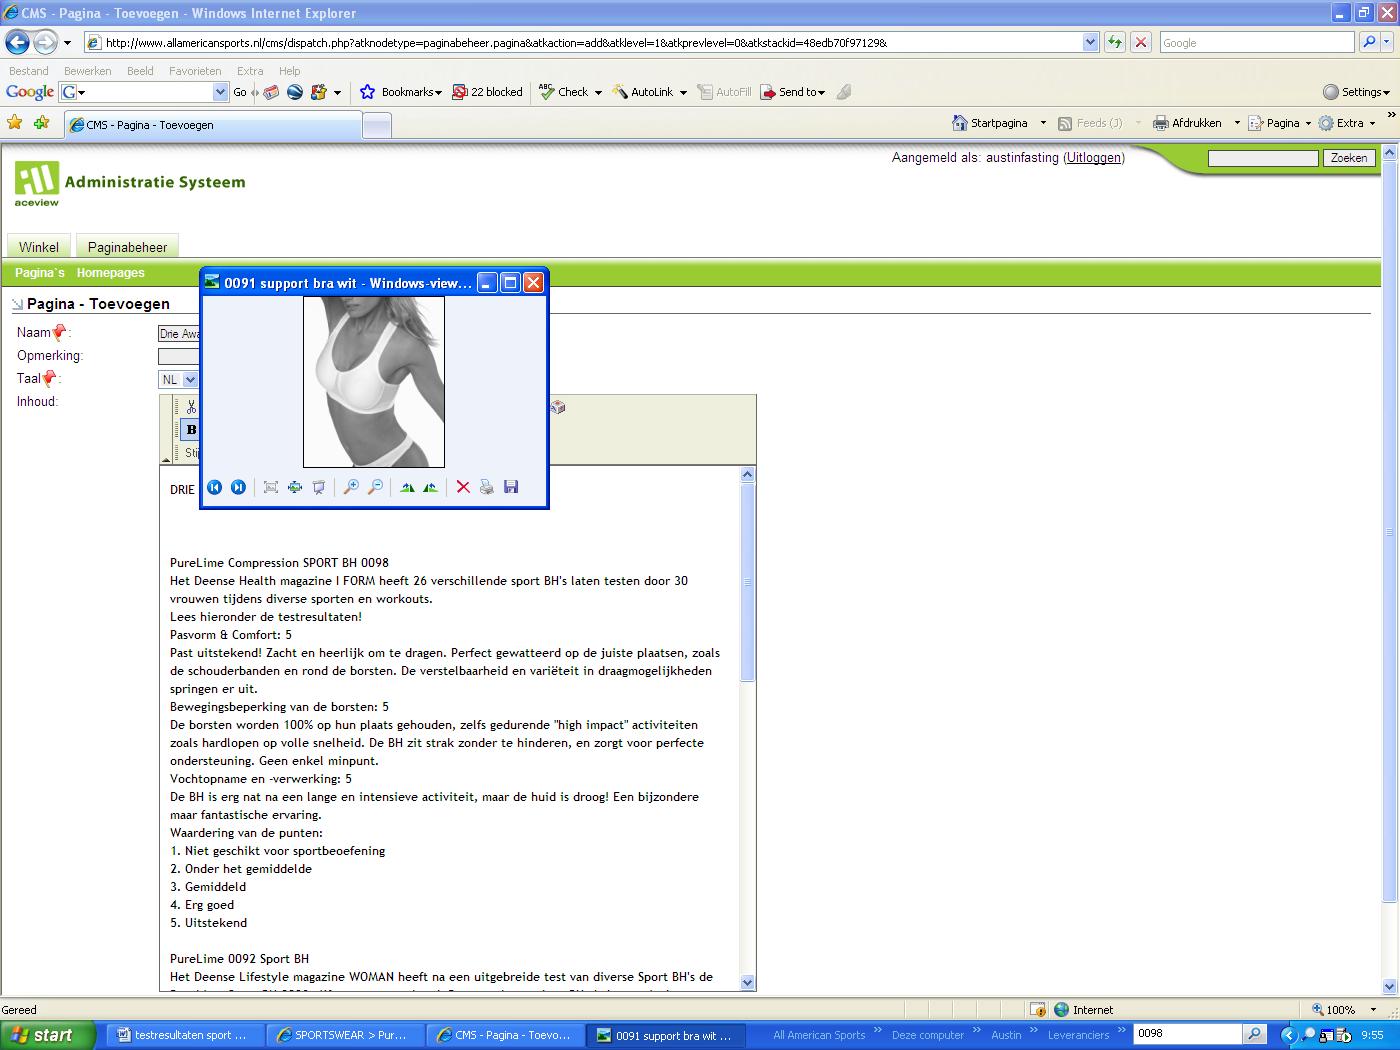 CMS - Pagina - Toevoegen - Windows Internet Explorer
http://www.allamericansports.nl/cms/dispatch.php?atknodetype=paginabeheer.pagina&atkaction=add&atklevel=1&atkprevlevel=0&atkstackid=48edb70f97129&
Google
Bestand Bewerken Beeld Favorieten Extra Help
Google G Go Bookmarks 22 blocked ABC Check AutoLink AutoFill Send to Settings
CMS - Pagina - Toevoegen
Startpagina Feeds (J) Afdrukken Pagina Extra »
Aangemeld als: austinfasting (Uitloggen) Zoeken
Administratie Systeem
aceview
Winkel Paginabeheer
Pagina`s Homepages
0091 support bra wit - Windows-view...
Pagina - Toevoegen
Naam :
Opmerking:
Taal : NL
Inhoud:
B
DRIE
PureLime Compression SPORT BH 0098
Het Deense Health magazine I FORM heeft 26 verschillende sport BH's laten testen door 30
vrouwen tijdens diverse sporten en workouts.
Lees hieronder de testresultaten!
Pasvorm & Comfort: 5
Past uitstekend! Zacht en heerlijk om te dragen. Perfect gewatteerd op de juiste plaatsen, zoals
de schouderbanden en rond de borsten. De verstelbaarheid en variëteit in draagmogelijkheden
springen er uit.
Bewegingsbeperking van de borsten: 5
De borsten worden 100% op hun plaats gehouden, zelfs gedurende "high impact" activiteiten
zoals hardlopen op volle snelheid. De BH zit strak zonder te hinderen, en zorgt voor perfecte
ondersteuning. Geen enkel minpunt.
Vochtopname en -verwerking: 5
De BH is erg nat na een lange en intensieve activiteit, maar de huid is droog! Een bijzondere
maar fantastische ervaring.
Waardering van de punten:
1. Niet geschikt voor sportbeoefening
2. Onder het gemiddelde
3. Gemiddeld
4. Erg goed
5. Uitstekend
PureLime 0092 Sport BH
Het Deense Lifestyle magazine WOMAN heeft na een uitgebreide test van diverse Sport BH's de
Gereed Internet 100%
start testresultaten sport ... SPORTSWEAR > Pur... CMS - Pagina - Toevo... 0091 support bra wit ... All American Sports » Deze computer » Austin » Leveranciers » 0098 9:55